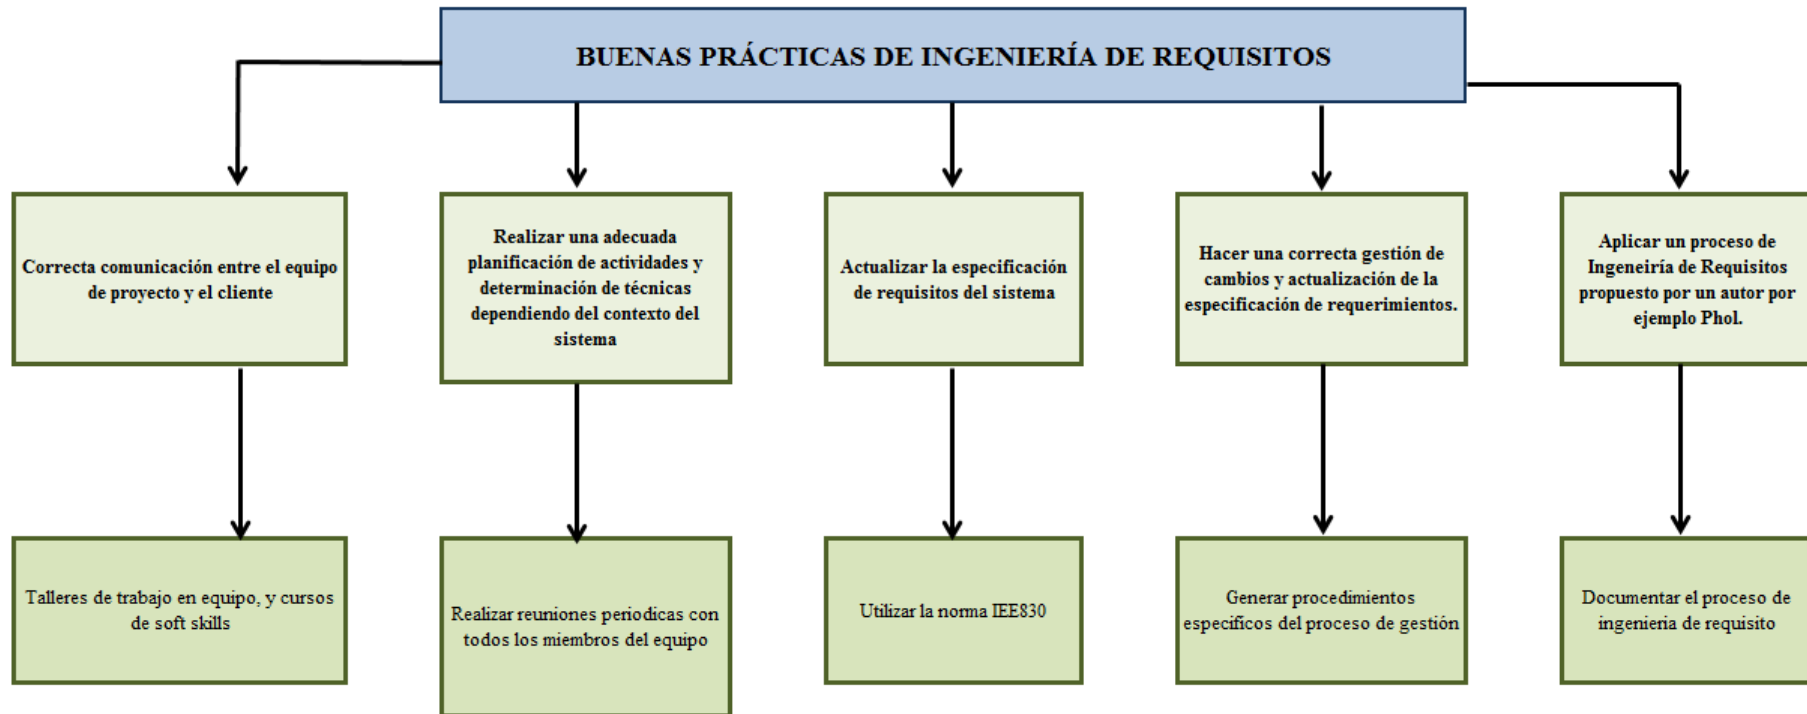 BUENAS PRÁCTICAS DE INGENIERÍA DE REQUISITOS
Correcta comunicación entre el equipo
de proyecto y el cliente
Realizar una adecuada
planificación de actividades y
determinación de técnicas
dependiendo del contexto del
sistema
Actualizar la especificación
de requisitos del sistema
Hacer una correcta gestión de
cambios y actualización de la
especificación de requerimientos.
Aplicar un proceso de
Ingeneiría de Requisitos
propuesto por un autor por
ejemplo Phol.
Talleres de trabajo en equipo, y cursos
de soft skills
Realizar reuniones periodicas con
todos los miembros del equipo
Utilizar la norma IEE830
Generar procedimientos
específicos del proceso de gestión
Documentar el proceso de
ingenieria de requisito